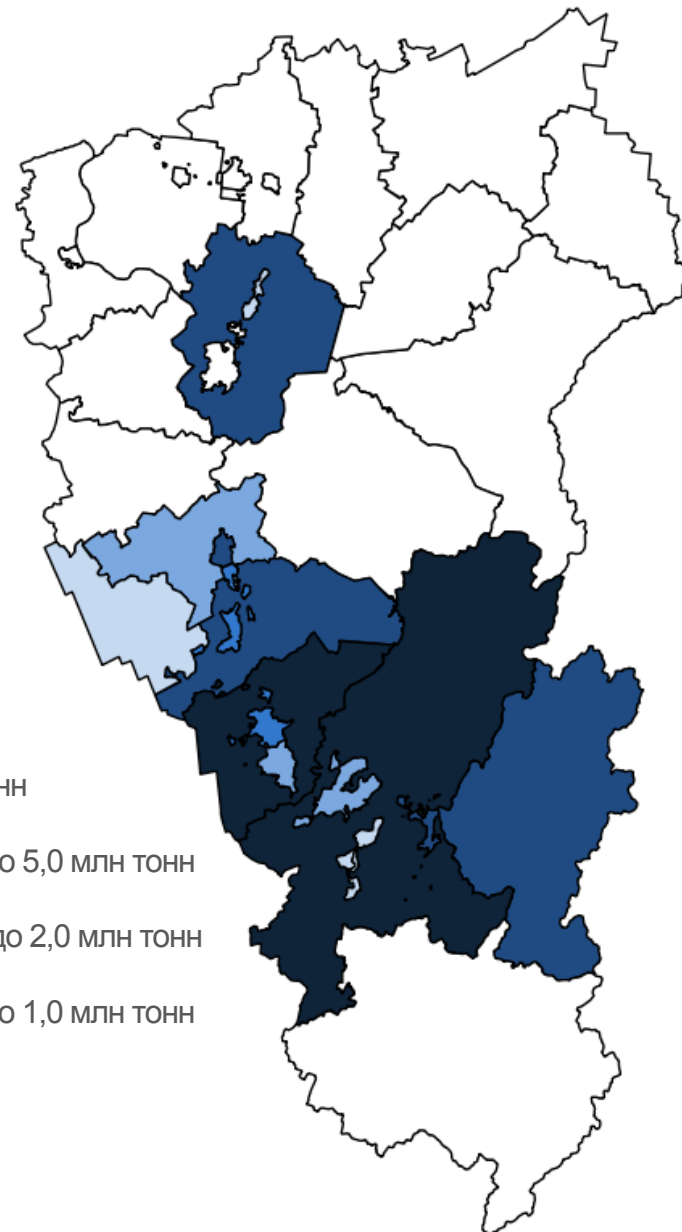 нн
о 5,0 млн тонн
до 2,0 млн тонн
о 1,0 млн тонн